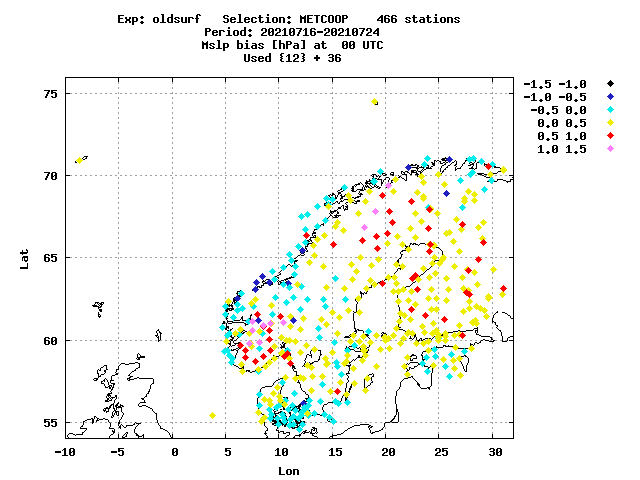 Exp: oldsurf Selection: METCOOP 466 stations
Period: 20210716-20210724
Mslp bias [hPa] at 00 UTC
Used {12} + 36
-1.5 -1.0
-1.0 -0.5
-0.5 0.0
0.0 0.5
0.5 1.0
1.0 1.5
75
70
65
60
55
Lat
-10 -5 0 5 10 15 20 25 30
Lon